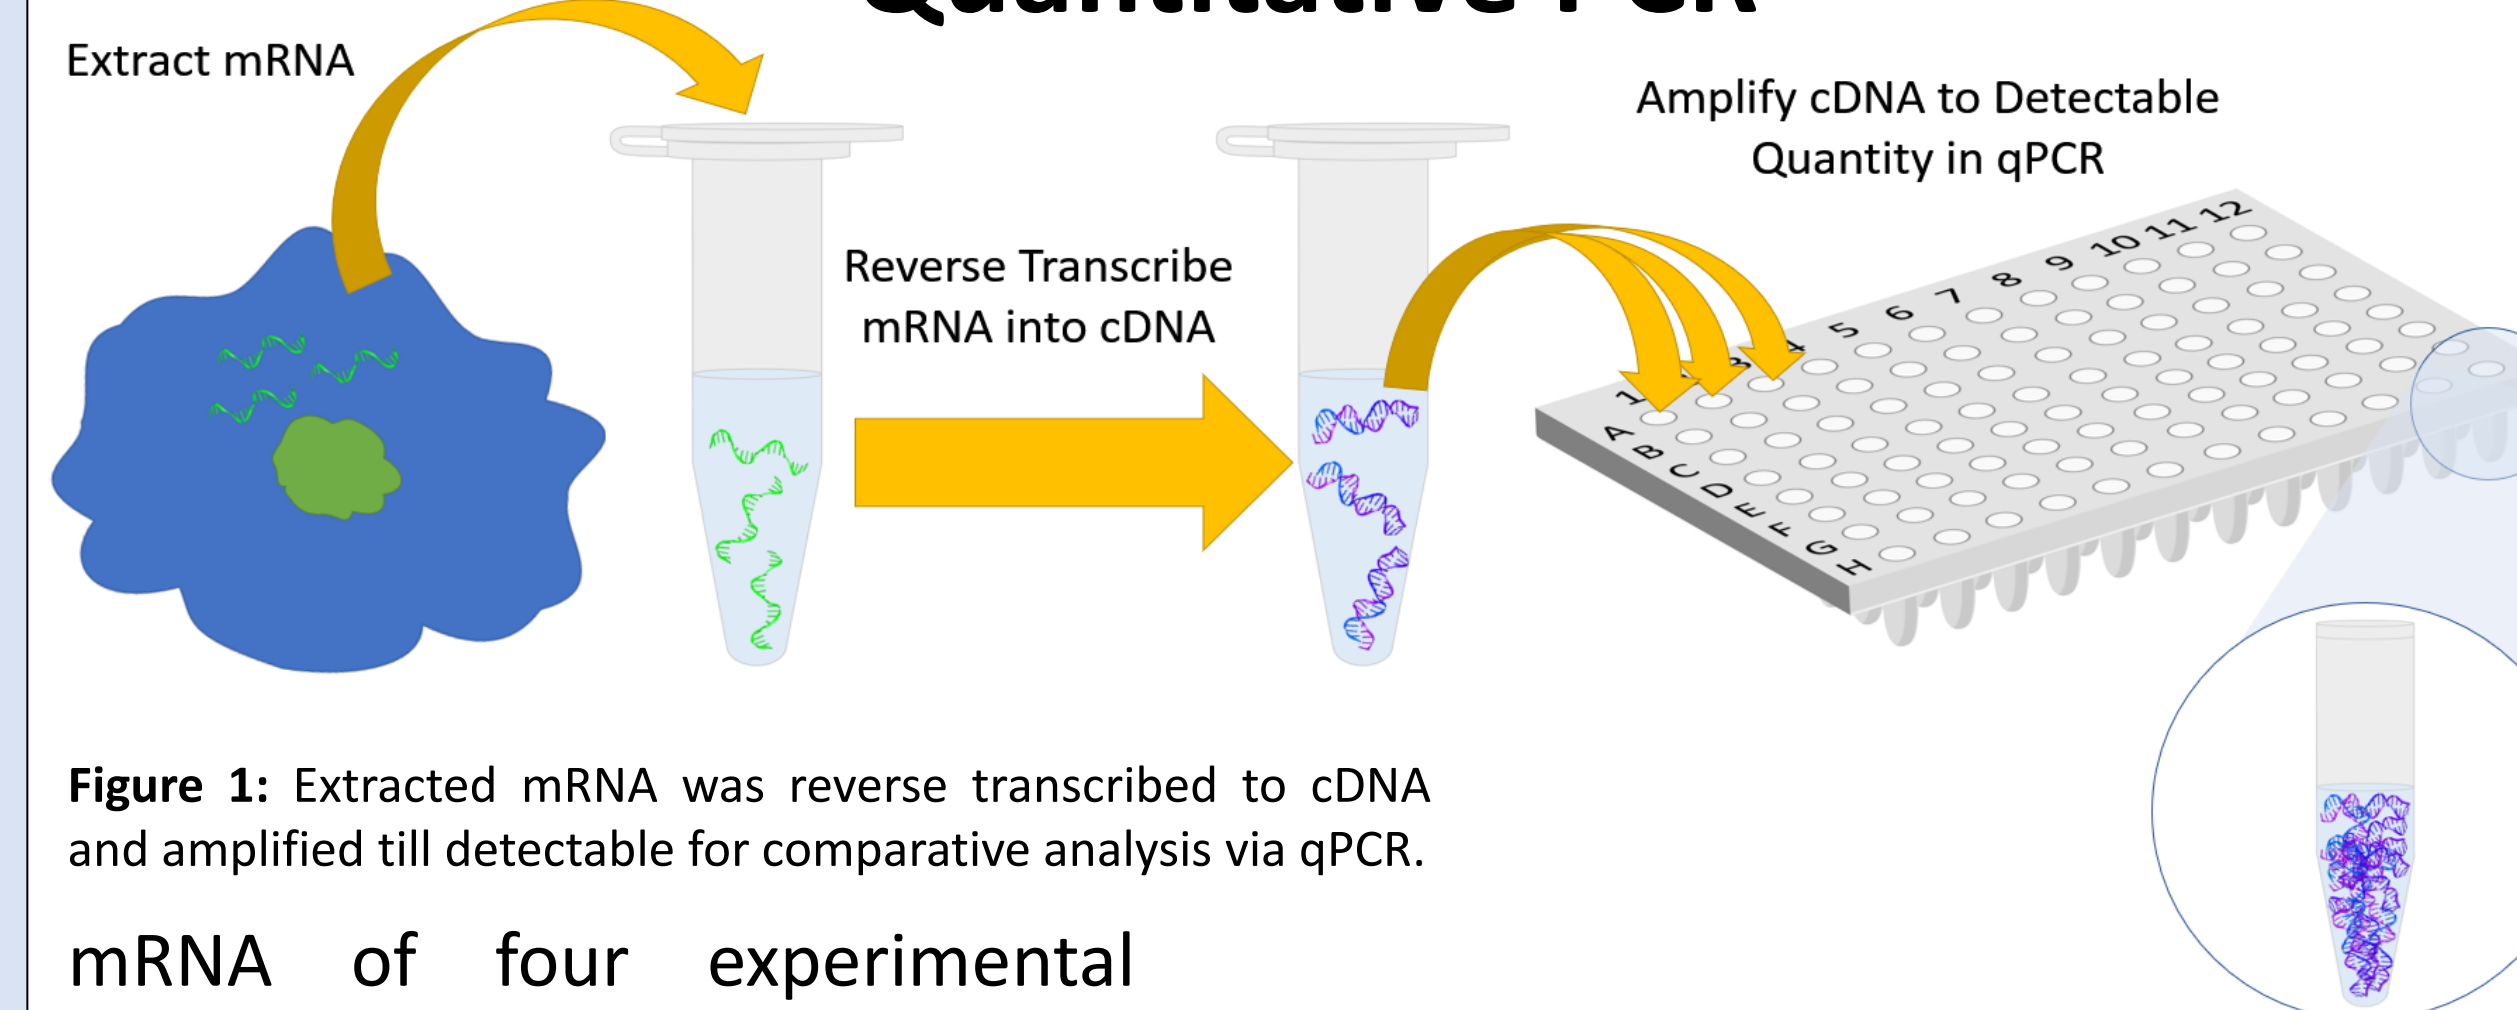 Quantitative PCR
Extract mRNA
Amplify cDNA to Detectable
Quantity in qPCR
Reverse Transcribe
mRNA into cDNA
1 3 4 5 6 7 8 9 10 11 12
A
B
C
D
E
F
G
H
Figure 1: Extracted mRNA was reverse transcribed to cDNA
and amplified till detectable for comparative analysis via qPCR.
mRNA of four experimental